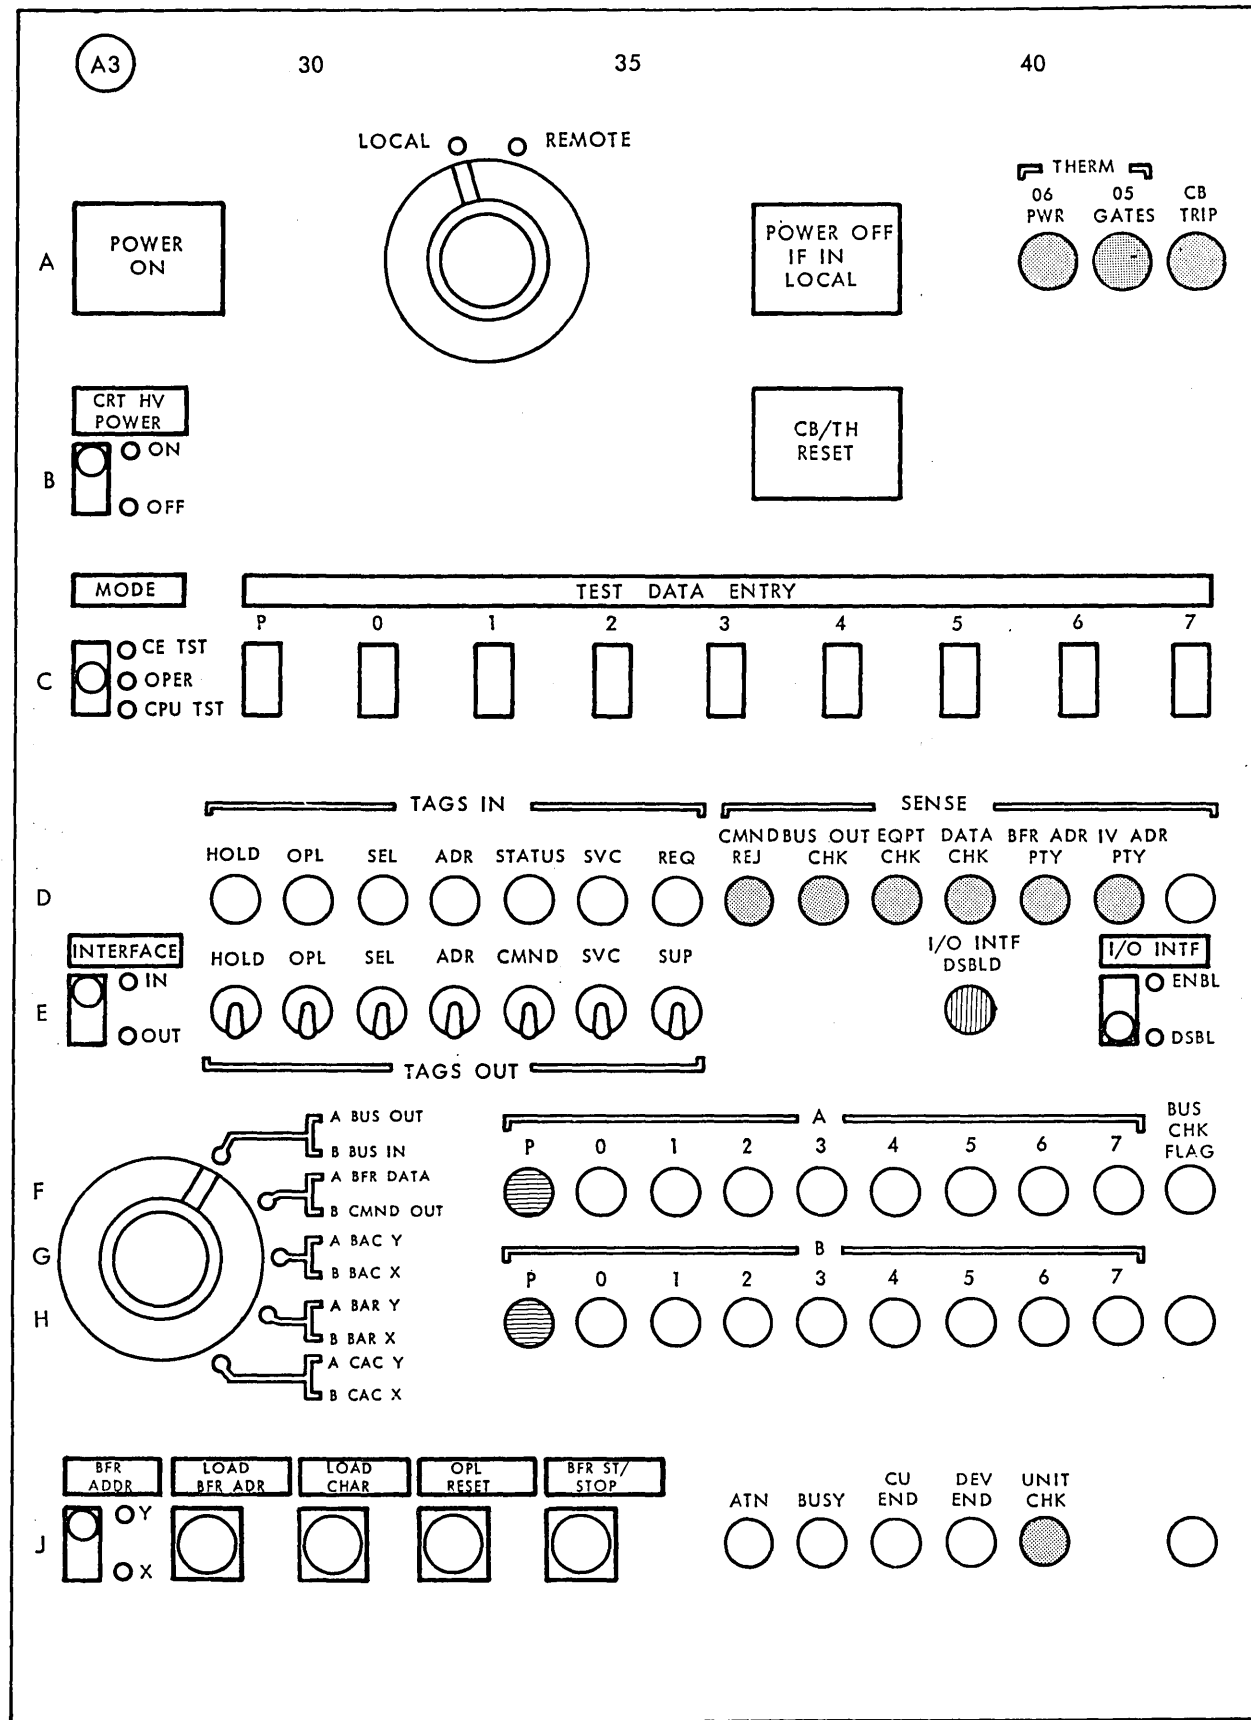 A3 30 35 40
LOCAL REMOTE
THERM
06 05 CB
PWR GATES TRIP
POWER
ON
POWER OFF
IF IN
LOCAL
A
CRT HV
POWER
ON
OFF
B
CB/TH
RESET
MODE
TEST DATA ENTRY
P 0 1 2 3 4 5 6 7
CE TST
OPER
CPU TST
C
TAGS IN SENSE
CMND BUS OUT EQPT DATA BFR ADR IV ADR
HOLD OPL SEL ADR STATUS SVC REQ REJ CHK CHK CHK PTY PTY
D
INTERFACE
IN
OUT
E
HOLD OPL SEL ADR CMND SVC SUP
I/O INTF
DSBLD
I/O INTF
ENBL
DSBL
TAGS OUT
A BUS OUT
B BUS IN
A BFR DATA
B CMND OUT
A BAC Y
B BAC X
A BAR Y
B BAR X
A CAC Y
B CAC X
A
P 0 1 2 3 4 5 6 7
BUS
CHK
FLAG
F
G
B
P 0 1 2 3 4 5 6 7
H
BFR
ADDR
LOAD
BFR ADR
LOAD
CHAR
OPL
RESET
BFR ST/
STOP
Y
X
J
CU DEV UNIT
ATN BUSY END END CHK